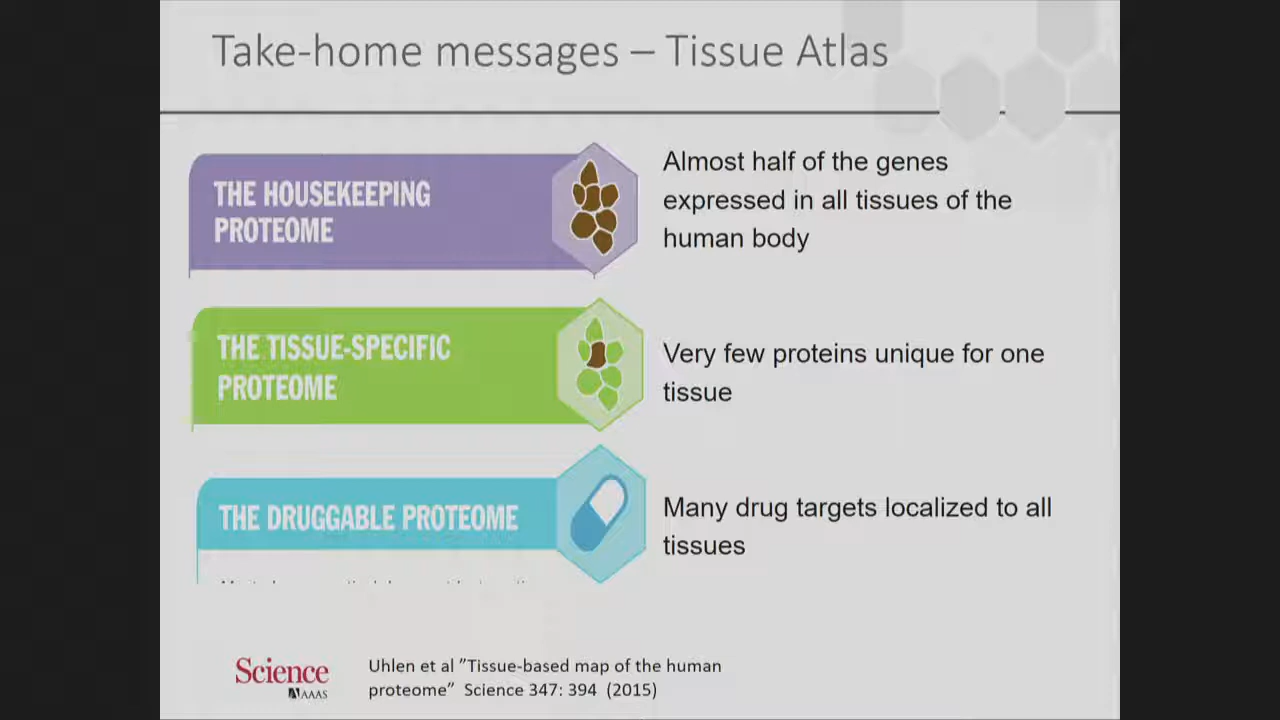 Take-home messages – Tissue Atlas
THE HOUSEKEEPING
PROTEOME
Almost half of the genes
expressed in all tissues of the
human body
THE TISSUE-SPECIFIC
PROTEOME
Very few proteins unique for one
tissue
THE DRUGGABLE PROTEOME
Many drug targets localized to all
tissues
Science
AAAS
Uhlen et al ”Tissue-based map of the human
proteome” Science 347: 394 (2015)